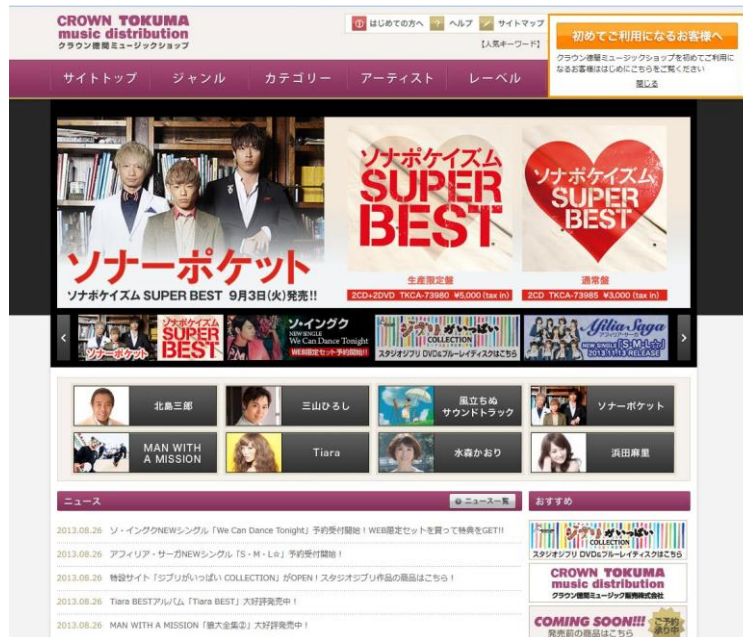 CROWN TOKUMA
music distribution
クラウン徳間ミュージックショップ
はじめての方へ ヘルプ サイトマップ
【人気キーワード】
初めてご利用になるお客様へ
クラウン徳間ミュージックショップを初めてご利用に
なるお客様ははじめにこちらをご覧ください
閉じる
サイトトップ ジャンル カテゴリー アーティスト レーベル
ソナーポケット
ソナポケイズム SUPER BEST 9月3日(火)発売!!
ソナポケイズム
SUPER
BEST
生産限定盤
2CD+2DVD TKCA-73980 ¥5,000 (tax in)
ソナポケイズム
SUPER
BEST
通常盤
2CD TKCA-73985 ¥3,000 (tax in)
ソナーポケット
ソナポケイズム
SUPER
BEST
ソ・イングク
NEW SINGLE
We Can Dance Tonight
WEB限定セット予約開始!!
ジブリがいっぱい
COLLECTION
スタジオジブリ DVD&ブルーレイディスクはこちら
Afilia Saga
アフィリア・サーガ
NEW SINGLE「S・M・L☆」
2013.11.13 RELEASE
北島三郎
三山ひろし
風立ちぬ
サウンドトラック
ソナーポケット
MAN WITH
A MISSION
Tiara
水森かおり
浜田麻里
ニュース
ニュース一覧
2013.08.26 ソ・イングクNEWシングル「We Can Dance Tonight」予約受付開始!WEB限定セットを買って特典をGET!!
2013.08.26 アフィリア・サーガNEWシングル「S・M・L☆」予約受付開始!
2013.08.26 特設サイト「ジブリがいっぱい COLLECTION」がOPEN!スタジオジブリ作品の商品はこちら!
2013.08.26 Tiara BESTアルバム「Tiara BEST」大好評発売中!
2013.08.26 MAN WITH A MISSION「狼大全集②」大好評発売中!
おすすめ
ジブリがいっぱい
COLLECTION
スタジオジブリ DVD&ブルーレイディスクはこちら
CROWN TOKUMA
music distribution
クラウン徳間ミュージック販売株式会社
COMING SOON!!!
発売前の商品はこちら
ご予約
承り中